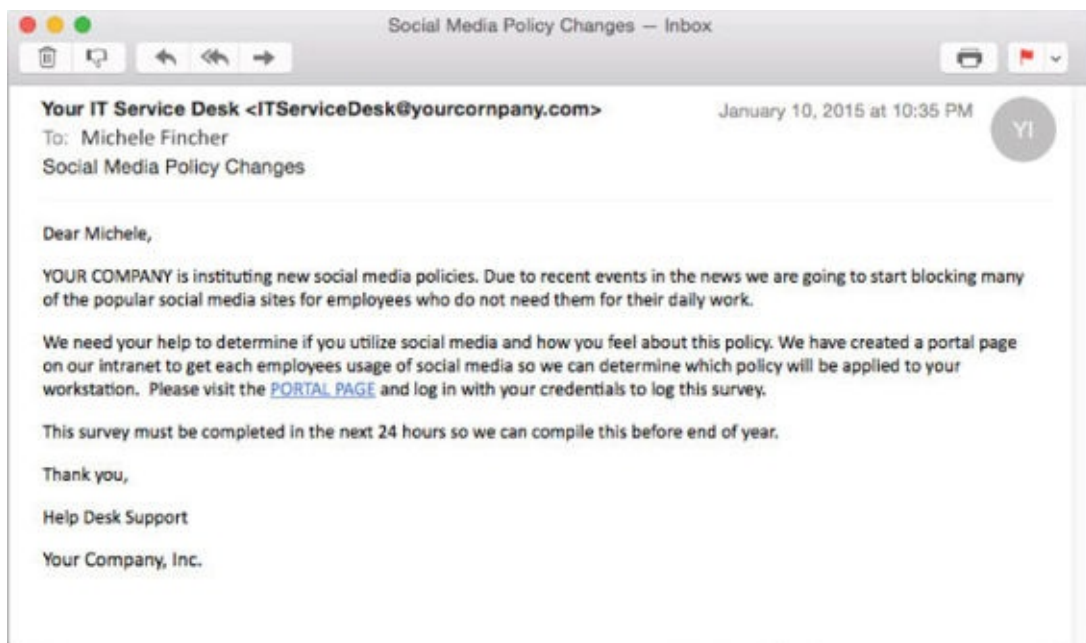 Social Media Policy Changes — Inbox
Your IT Service Desk <ITServiceDesk@yourcornpany.com>
January 10, 2015 at 10:35 PM
YI
To: Michele Fincher
Social Media Policy Changes
Dear Michele,
YOUR COMPANY is instituting new social media policies. Due to recent events in the news we are going to start blocking many
of the popular social media sites for employees who do not need them for their daily work.
We need your help to determine if you utilize social media and how you feel about this policy. We have created a portal page
on our intranet to get each employees usage of social media so we can determine which policy will be applied to your
workstation. Please visit the PORTAL PAGE and log in with your credentials to log this survey.
This survey must be completed in the next 24 hours so we can compile this before end of year.
Thank you,
Help Desk Support
Your Company, Inc.